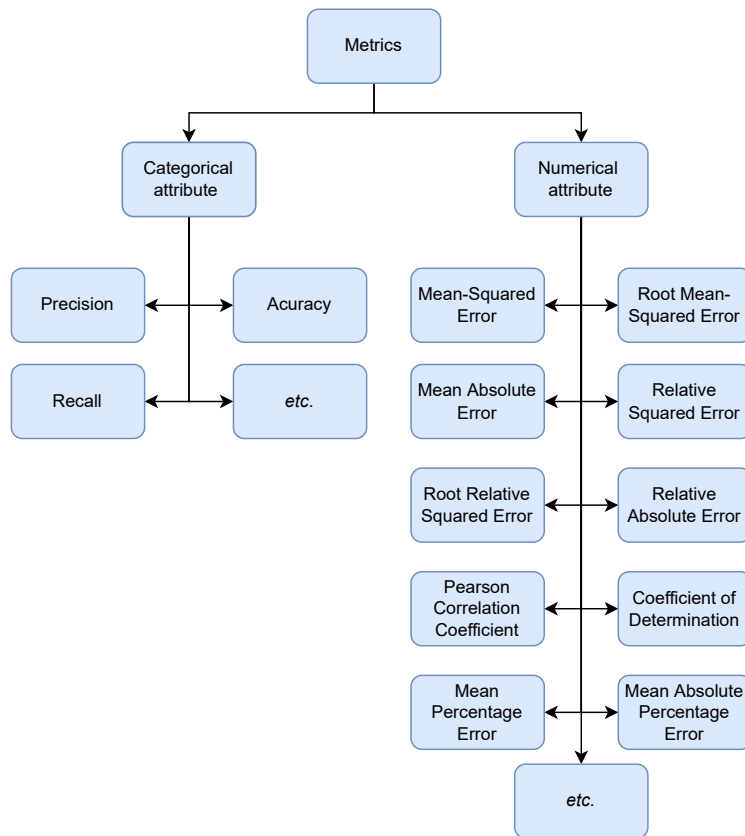 Metrics
Categorical
attribute
Numerical
attribute
Precision
Acuracy
Recall
etc.
Mean-Squared
Error
Root Mean-
Squared Error
Mean Absolute
Error
Relative
Squared Error
Root Relative
Squared Error
Relative
Absolute Error
Pearson
Correlation
Coefficient
Coefficient of
Determination
Mean
Percentage
Error
Mean Absolute
Percentage
Error
etc.